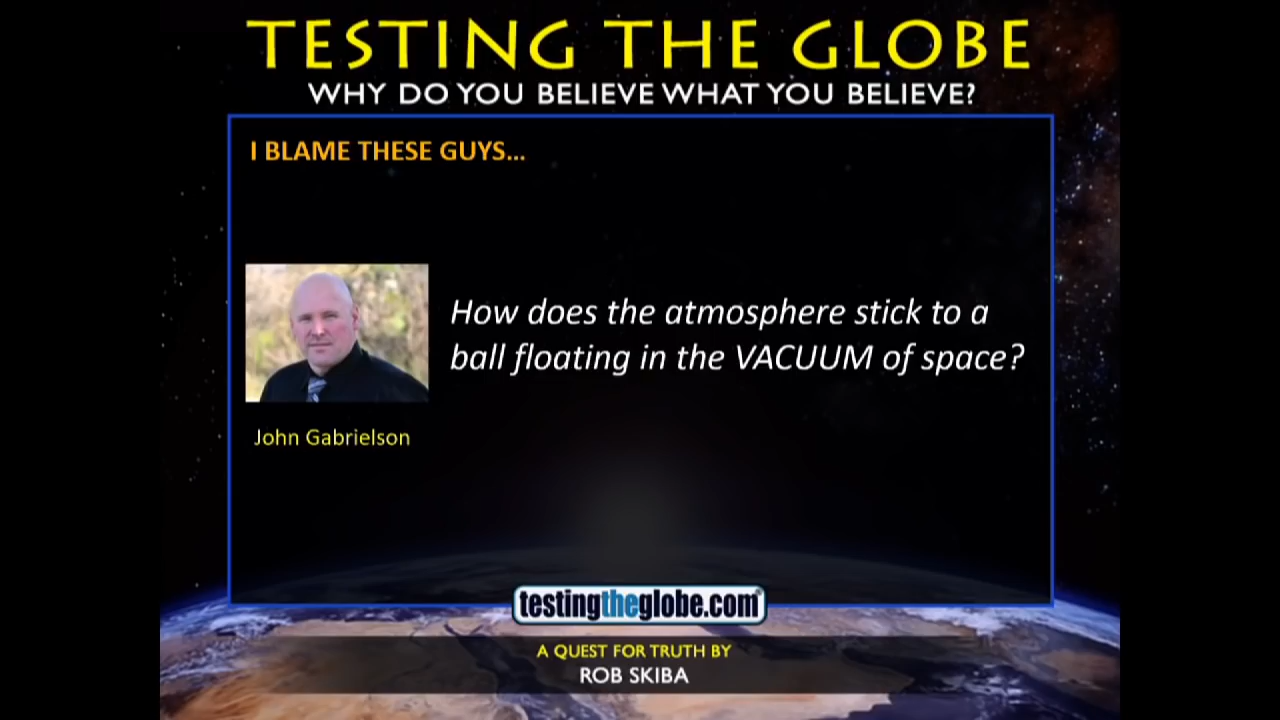 TESTING THE GLOBE
WHY DO YOU BELIEVE WHAT YOU BELIEVE?
I BLAME THESE GUYS...
How does the atmosphere stick to a
ball floating in the VACUUM of space?
John Gabrielson
testingtheglobe.com
A QUEST FOR TRUTH BY
ROB SKIBA